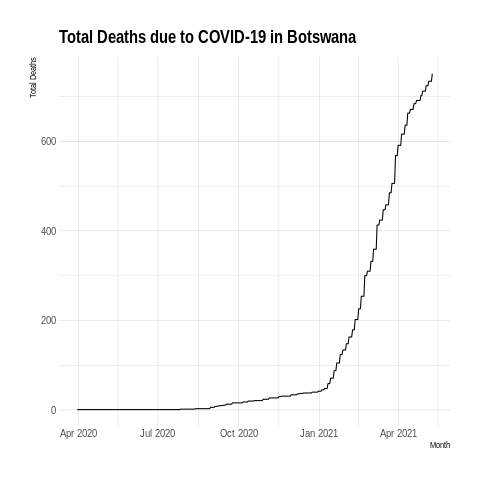 Total Deaths due to COVID-19 in Botswana
Total Deaths
600
400
200
0
Apr 2020 Jul 2020 Oct 2020 Jan 2021 Apr 2021
Month